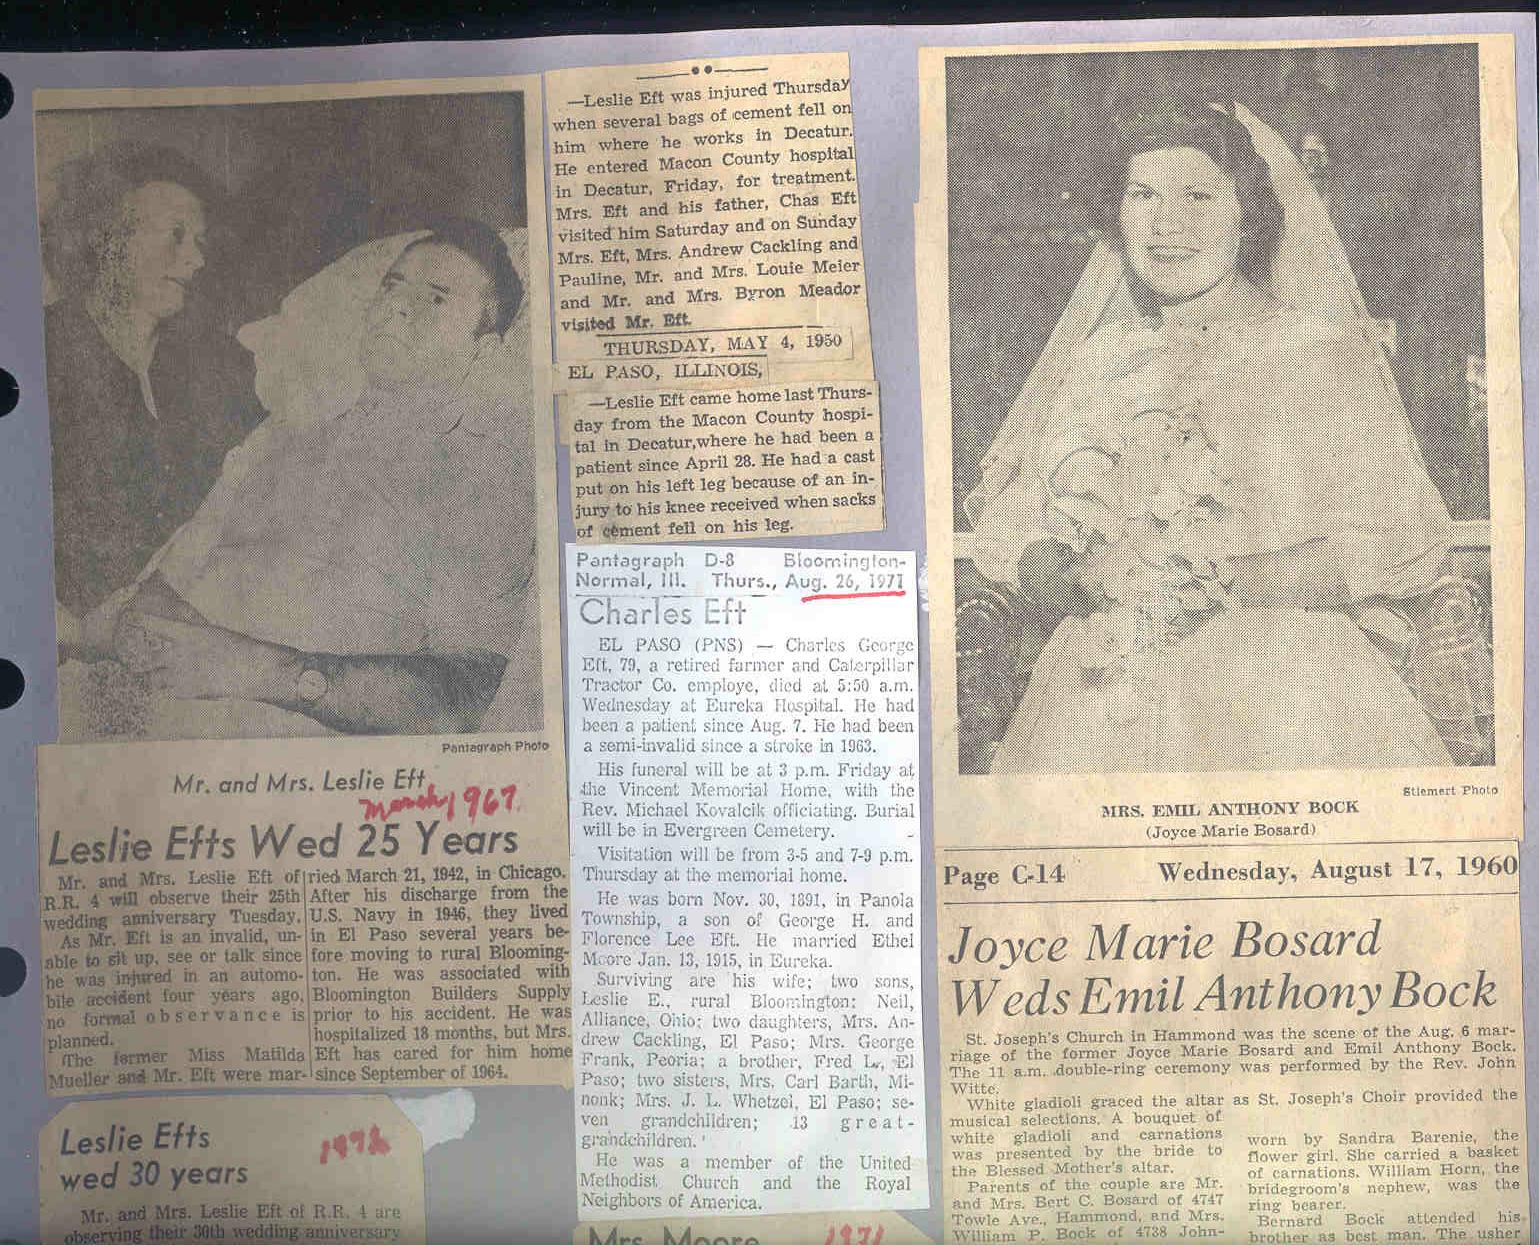 Pantagraph Photo
Mr. and Mrs. Leslie Eft
March 1967
Leslie Efts Wed 25 Years
Mr. and Mrs. Leslie Eft of
R.R. 4 will observe their 25th
wedding anniversary Tuesday.
As Mr. Eft is an invalid, un-
able to sit up, see or talk since
he was injured in an automo-
bile accident four years ago,
no formal observance is
planned.
The former Miss Matilda
Mueller and Mr. Eft were mar-
ried March 21, 1942, in Chicago.
After his discharge from the
U.S. Navy in 1946, they lived
in El Paso several years be-
fore moving to rural Blooming-
ton. He was associated with
Bloomington Builders Supply
prior to his accident. He was
hospitalized 18 months, but Mrs.
Eft has cared for him home
since September of 1964.
Leslie Efts
wed 30 years
1972
Mr. and Mrs. Leslie Eft of R.R. 4 are
observing their 30th wedding anniversary
—Leslie Eft was injured Thursday
when several bags of cement fell on
him where he works in Decatur.
He entered Macon County hospital
in Decatur, Friday, for treatment.
Mrs. Eft and his father, Chas Eft
visited him Saturday and on Sunday
Mrs. Eft, Mrs. Andrew Cackling and
Pauline, Mr. and Mrs. Louie Meier
and Mr. and Mrs. Byron Meador
visited Mr. Eft.
THURSDAY, MAY 4, 1950
EL PASO, ILLINOIS,
—Leslie Eft came home last Thurs-
day from the Macon County hospi-
tal in Decatur,where he had been a
patient since April 28. He had a cast
put on his left leg because of an in-
jury to his knee received when sacks
of cement fell on his leg.
Pantagraph D-8 Bloomington-
Normal, Ill. Thurs., Aug. 26, 1971
Charles Eft
EL PASO (PNS) — Charles George
Eft, 79, a retired farmer and Caterpillar
Tractor Co. employe, died at 5:50 a.m.
Wednesday at Eureka Hospital. He had
been a patient since Aug. 7. He had been
a semi-invalid since a stroke in 1963.
His funeral will be at 3 p.m. Friday at
the Vincent Memorial Home, with the
Rev. Michael Kovalcik officiating. Burial
will be in Evergreen Cemetery.
Visitation will be from 3-5 and 7-9 p.m.
Thursday at the memorial home.
He was born Nov. 30, 1891, in Panola
Township, a son of George H. and
Florence Lee Eft. He married Ethel
Moore Jan. 13, 1915, in Eureka.
Surviving are his wife; two sons,
Leslie E., rural Bloomington; Neil,
Alliance, Ohio; two daughters, Mrs. An-
drew Cackling, El Paso; Mrs. George
Frank, Peoria; a brother, Fred L., El
Paso; two sisters, Mrs. Carl Barth, Mi-
nonk; Mrs. J. L. Whetzel, El Paso; se-
ven grandchildren; 13 great-
grandchildren.
He was a member of the United
Methodist Church and the Royal
Neighbors of America.
Mrs. Moore
1971
Stiemert Photo
MRS. EMIL ANTHONY BOCK
(Joyce Marie Bosard)
Page C-14 Wednesday, August 17, 1960
Joyce Marie Bosard
Weds Emil Anthony Bock
St. Joseph's Church in Hammond was the scene of the Aug. 6 mar-
riage of the former Joyce Marie Bosard and Emil Anthony Bock.
The 11 a.m. double-ring ceremony was performed by the Rev. John
Witte.
White gladioli graced the altar as St. Joseph's Choir provided the
musical selections. A bouquet of
white gladioli and carnations
was presented by the bride to
the Blessed Mother's altar.
Parents of the couple are Mr.
and Mrs. Bert C. Bosard of 4747
Towle Ave., Hammond, and Mrs.
William P. Bock of 4738 John-
worn by Sandra Barenie, the
flower girl. She carried a basket
of carnations. William Horn, the
bridegroom's nephew, was the
ring bearer.
Bernard Bock attended his
brother as best man. The usher